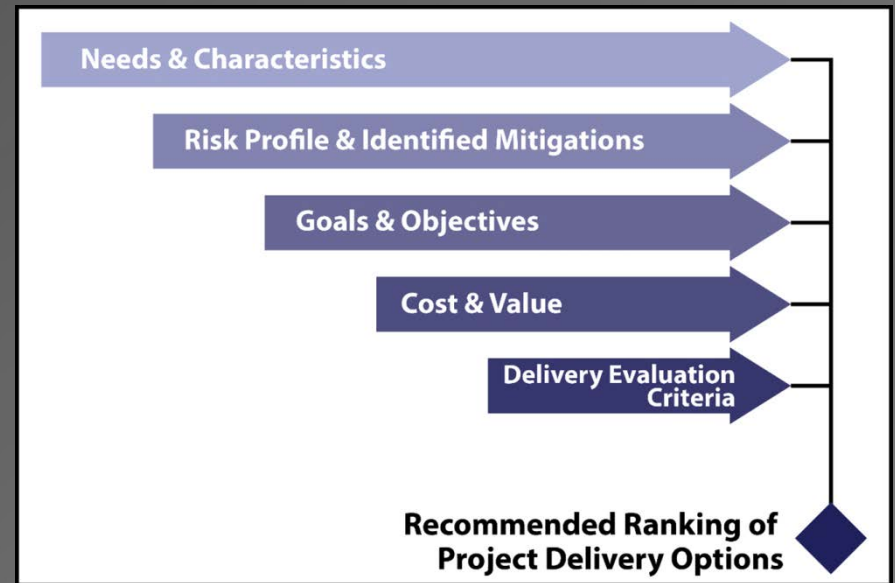 Needs & Characteristics
Risk Profile & Identified Mitigations
Goals & Objectives
Cost & Value
Delivery Evaluation
Criteria
Recommended Ranking of
Project Delivery Options